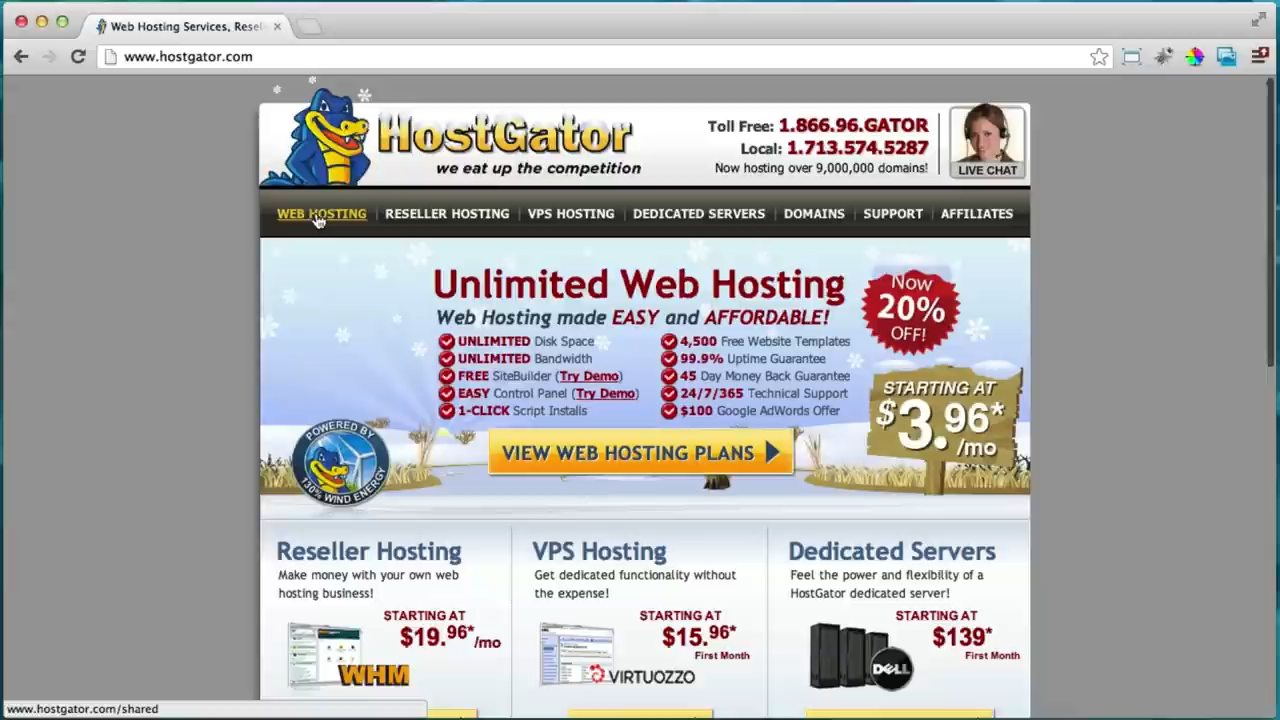 Web Hosting Services, Resel
www.hostgator.com
HostGator
we eat up the competition
Toll Free: 1.866.96.GATOR
Local: 1.713.574.5287
Now hosting over 9,000,000 domains!
LIVE CHAT
WEB HOSTING
RESELLER HOSTING
VPS HOSTING
DEDICATED SERVERS
DOMAINS
SUPPORT
AFFILIATES
Unlimited Web Hosting
Web Hosting made EASY and AFFORDABLE!
UNLIMITED Disk Space
UNLIMITED Bandwidth
FREE SiteBuilder (Try Demo)
EASY Control Panel (Try Demo)
1-CLICK Script Installs
4,500 Free Website Templates
99.9% Uptime Guarantee
45 Day Money Back Guarantee
24/7/365 Technical Support
$100 Google AdWords Offer
Now
20%
OFF!
STARTING AT
$3.96*
/mo
POWERED BY
130% WIND ENERGY
VIEW WEB HOSTING PLANS
Reseller Hosting
Make money with your own web
hosting business!
STARTING AT
$19.96*/mo
WHM
VPS Hosting
Get dedicated functionality without
the expense!
STARTING AT
$15.96*
First Month
VIRTUOZZO
Dedicated Servers
Feel the power and flexibility of a
HostGator dedicated server!
STARTING AT
$139*
First Month
DELL
www.hostgator.com/shared